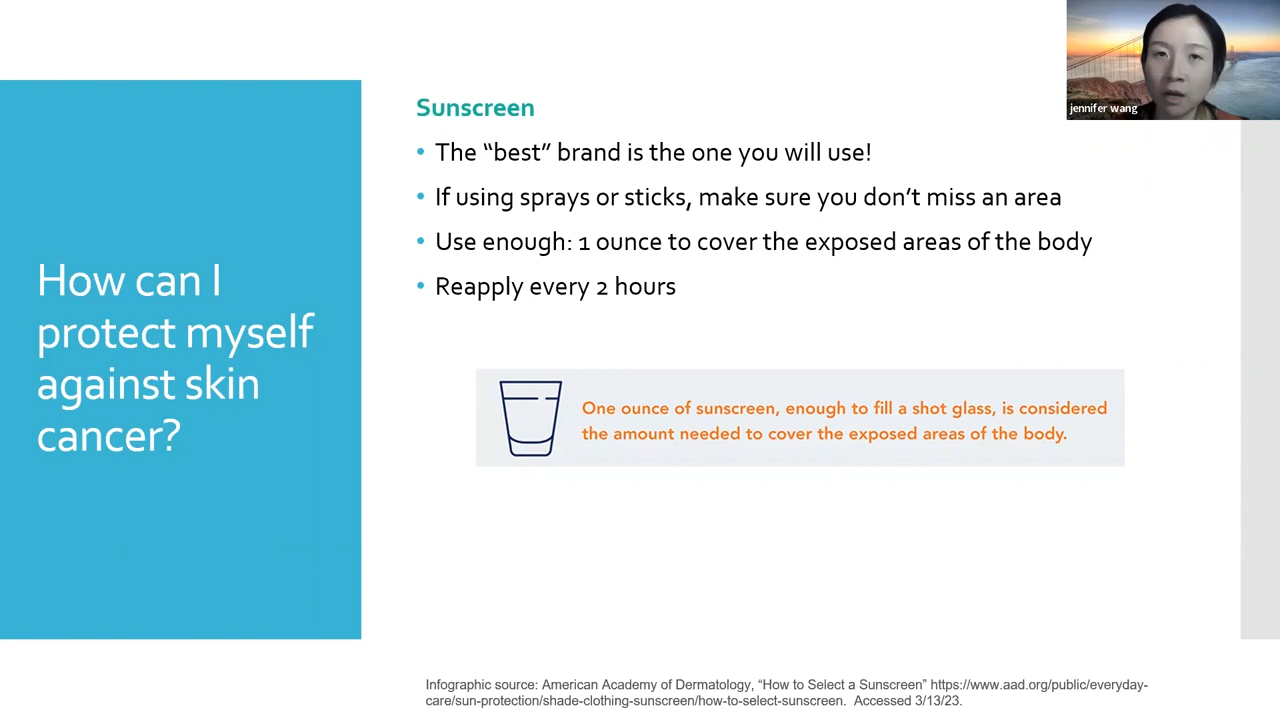 jennifer wang
How can I
protect myself
against skin
cancer?
Sunscreen
• The “best” brand is the one you will use!
• If using sprays or sticks, make sure you don’t miss an area
• Use enough: 1 ounce to cover the exposed areas of the body
• Reapply every 2 hours
One ounce of sunscreen, enough to fill a shot glass, is considered
the amount needed to cover the exposed areas of the body.
Infographic source: American Academy of Dermatology, “How to Select a Sunscreen” https://www.aad.org/public/everyday-
care/sun-protection/shade-clothing-sunscreen/how-to-select-sunscreen.  Accessed 3/13/23.